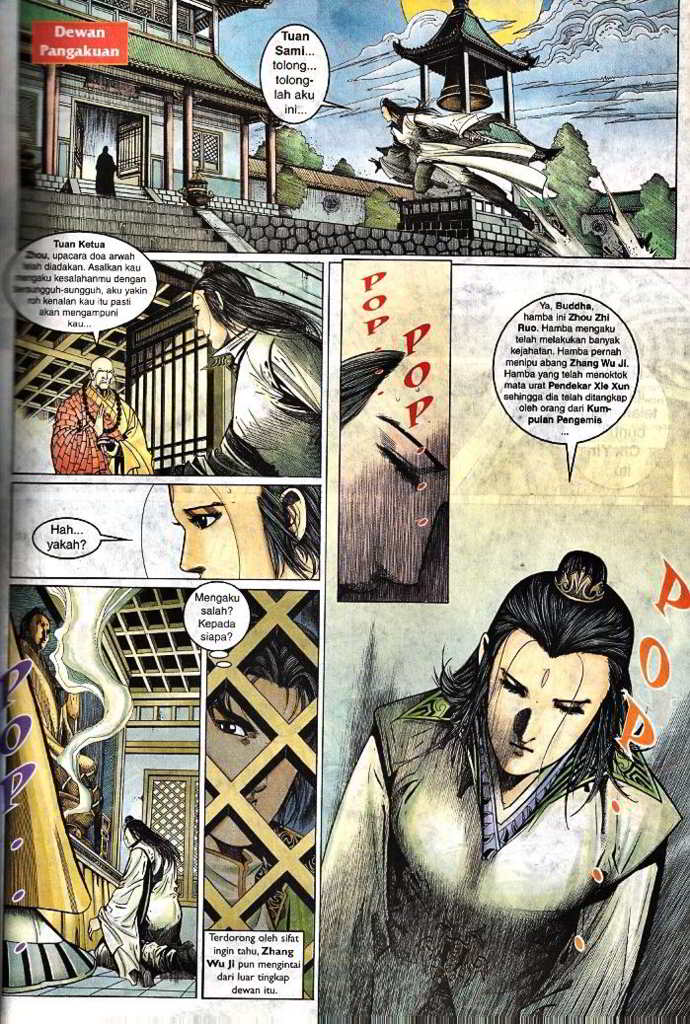 Dewan
Pangakuan
Tuan
Sami...
tolong...
tolong-
lah aku
ini...
Tuan Ketua
Zhou, upacara doa arwah
telah diadakan. Asalkan kau
mengaku kesalahanmu dengan
bersungguh-sungguh, aku yakin
roh kenalan kau itu pasti
akan mengampuni
kau...
Hah...
yakah?
POP
POP
Ya, Buddha,
hamba ini Zhou Zhi
Ruo. Hamba mengaku
telah melakukan banyak
kejahatan. Hamba pernah
menipu abang Zhang Wu Ji.
Hamba yang telah menoktok
mata urat Pendekar Xie Xun
sehingga dia telah ditangkap
oleh orang dari Kum-
pulan Pengemis
...
POP
POP
POP
Mengaku
salah?
Kepada
siapa?
Terdorong oleh sifat
ingin tahu, Zhang
Wu Ji pun mengintai
dari luar tingkap
dewan itu.